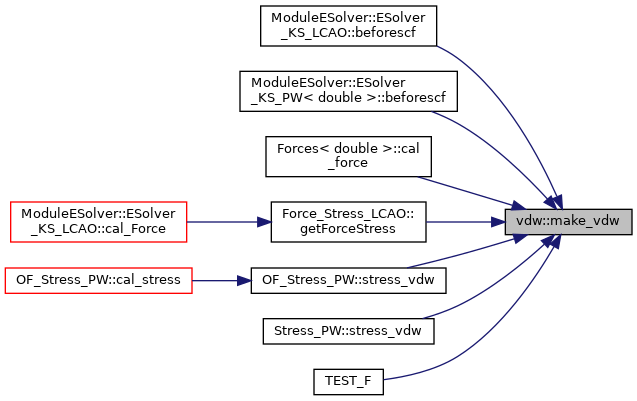 ModuleESolver::ESolver
_KS_LCAO::beforescf
ModuleESolver::ESolver
_KS_PW< double >::beforescf
Forces< double >::cal
_force
ModuleESolver::ESolver
_KS_LCAO::cal_Force
Force_Stress_LCAO::
getForceStress
vdw::make_vdw
OF_Stress_PW::cal_stress
OF_Stress_PW::stress_vdw
Stress_PW::stress_vdw
TEST_F